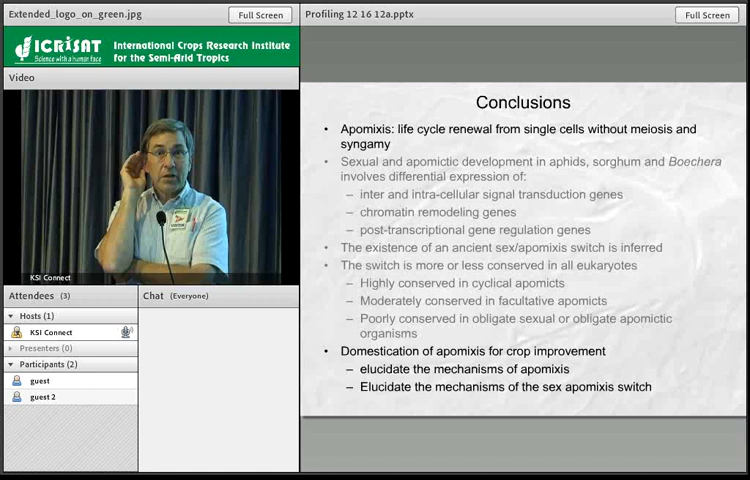 Extended_logo_on_green.jpg
Full Screen
Profiling 12 16 12a.pptx
Full Screen
ICRISAT
Science with a human face
International Crops Research Institute
for the Semi-Arid Tropics
Video
KSI Connect
Attendees (3)
Hosts (1)
KSI Connect
Presenters (0)
Participants (2)
guest
guest 2
Chat (Everyone)
Conclusions
• Apomixis: life cycle renewal from single cells without meiosis and
syngamy
• Sexual and apomictic development in aphids, sorghum and Boechera
involves differential expression of:
– inter and intra-cellular signal transduction genes
– chromatin remodeling genes
– post-transcriptional gene regulation genes
• The existence of an ancient sex/apomixis switch is inferred
• The switch is more or less conserved in all eukaryotes
– Highly conserved in cyclical apomicts
– Moderately conserved in facultative apomicts
– Poorly conserved in obligate sexual or obligate apomictic
organisms
• Domestication of apomixis for crop improvement
– elucidate the mechanisms of apomixis
– Elucidate the mechanisms of the sex apomixis switch